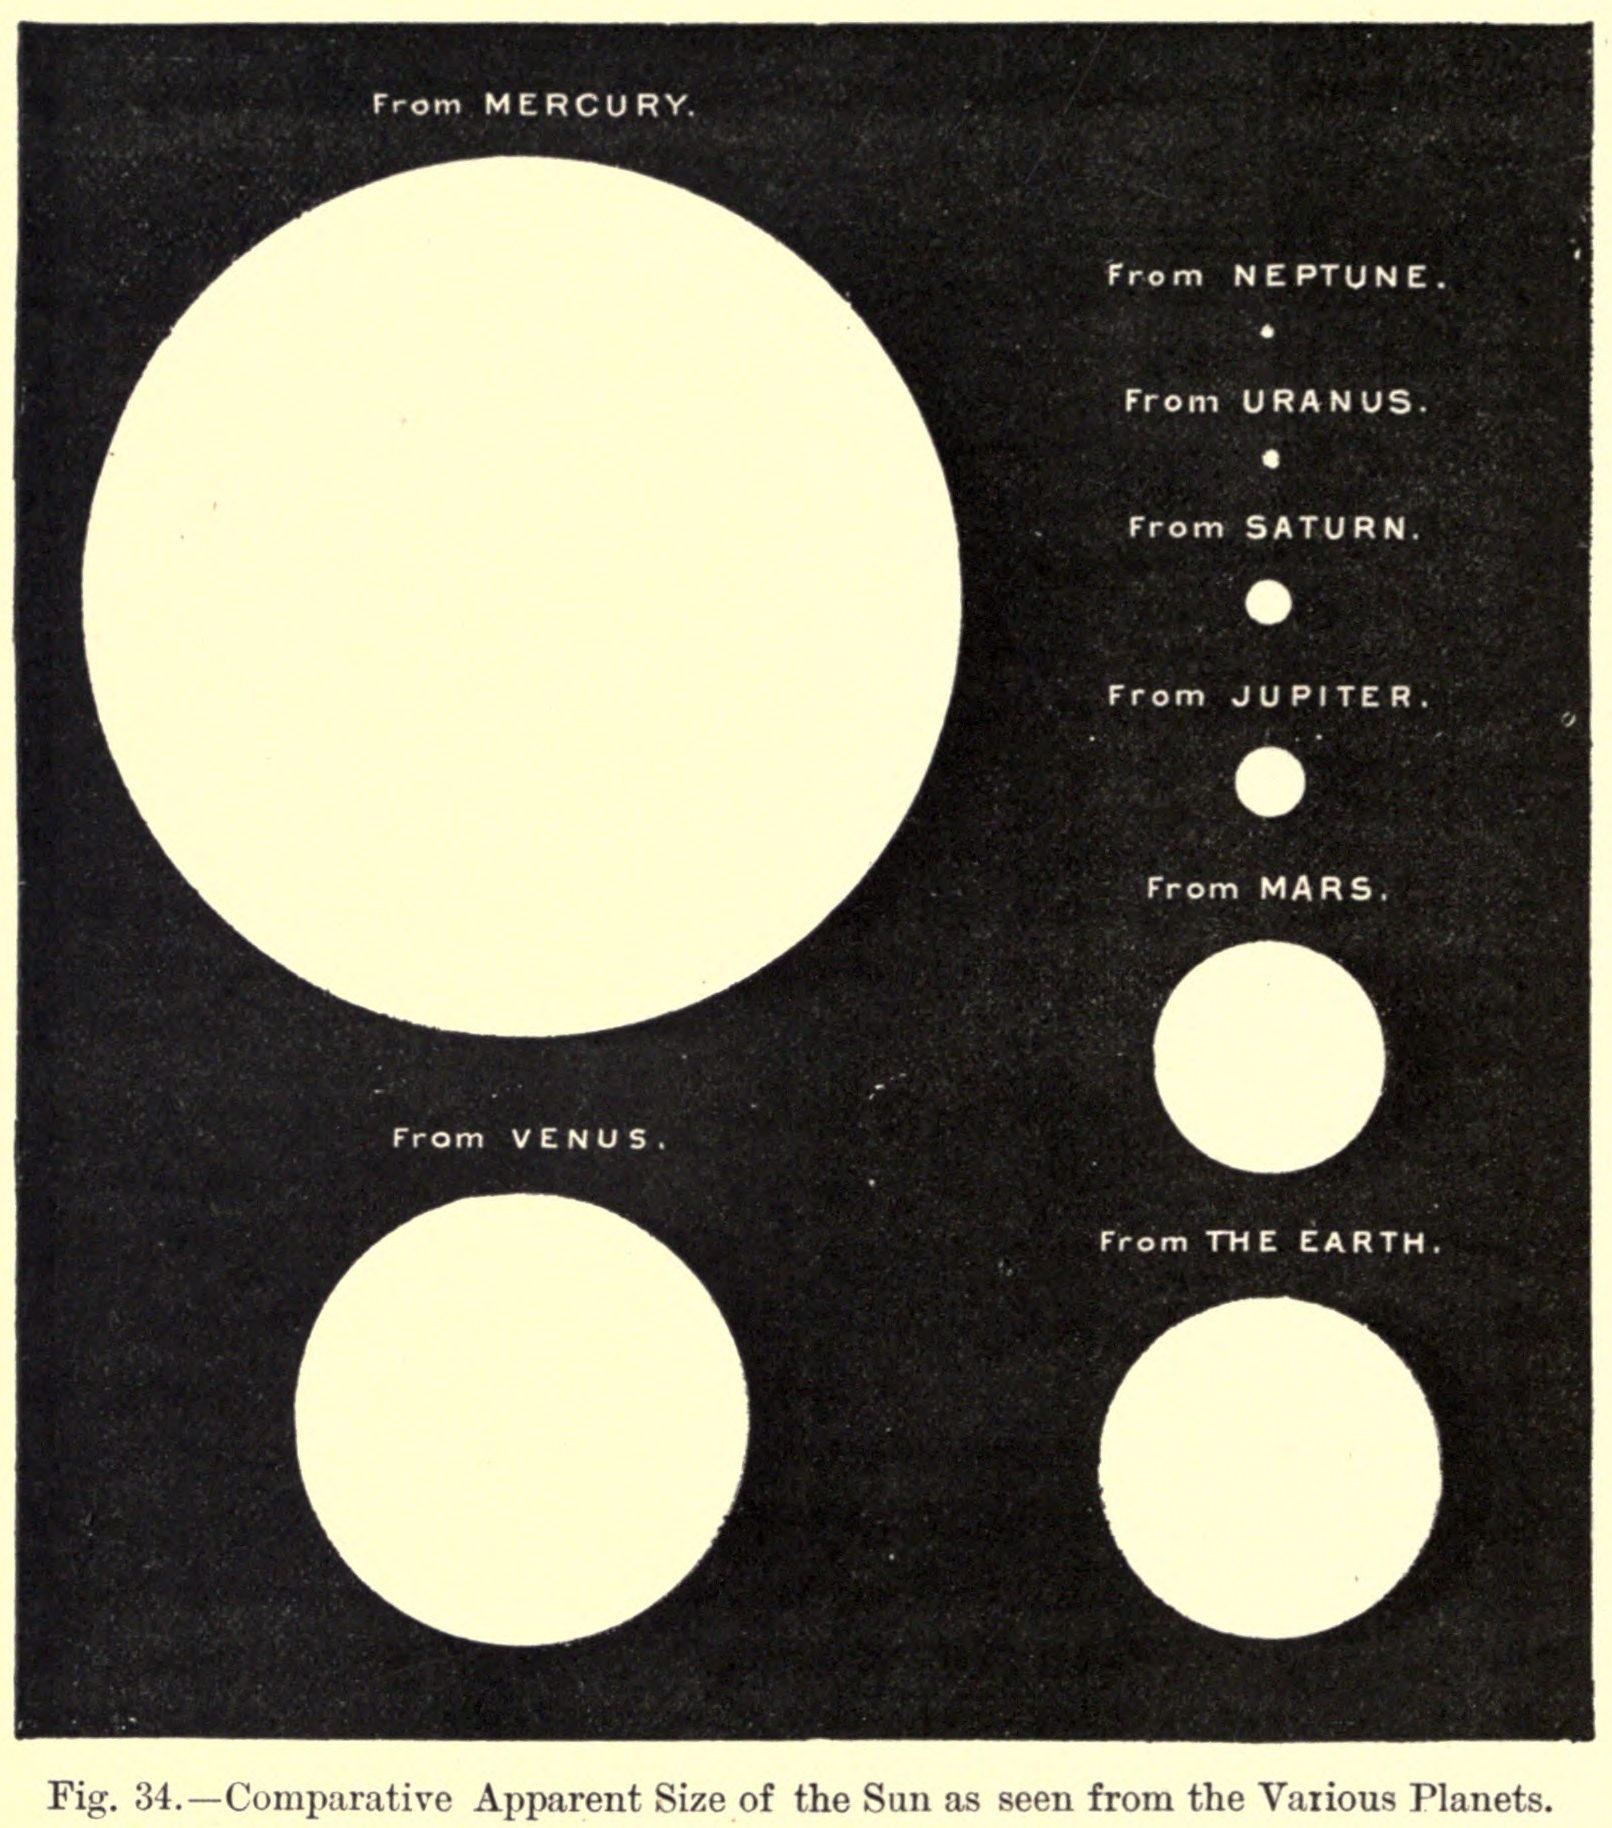 From MERCURY.
From NEPTUNE.
From URANUS.
From SATURN.
From JUPITER.
From MARS.
From VENUS.
From THE EARTH.
Fig. 34.—Comparative Apparent Size of the Sun as seen from the Various Planets.